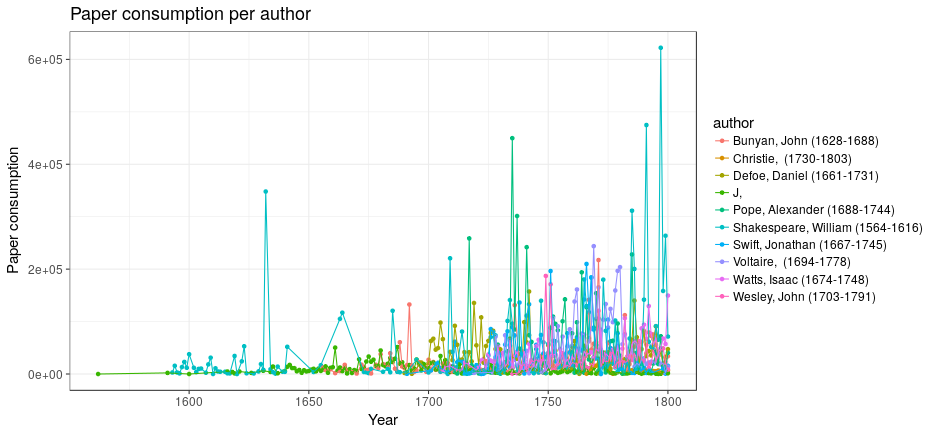 Paper consumption per author
6e+05
4e+05
2e+05
0e+00
Paper consumption
1600
1650
1700
1750
1800
Year
author
Bunyan, John (1628-1688)
Christie,  (1730-1803)
Defoe, Daniel (1661-1731)
J,
Pope, Alexander (1688-1744)
Shakespeare, William (1564-1616)
Swift, Jonathan (1667-1745)
Voltaire,  (1694-1778)
Watts, Isaac (1674-1748)
Wesley, John (1703-1791)